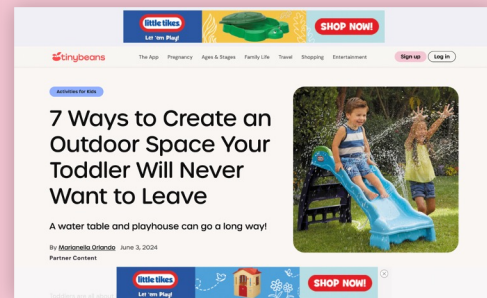 little tikes
Let 'em Play!
SHOP NOW!
tinybeans
The App Pregnancy Ages & Stages Family Life Travel Shopping Entertainment
Sign up Log in
Activities for Kids
7 Ways to Create an
Outdoor Space Your
Toddler Will Never
Want to Leave
A water table and playhouse can go a long way!
By Marianella Orlando June 3, 2024
Partner Content
little tikes
Let 'em Play!
SHOP NOW!